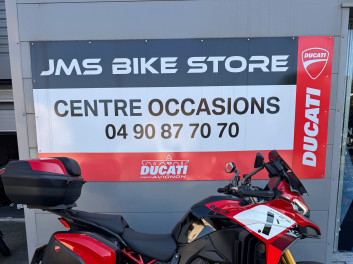 JMS BIKE STORE
DUCATI
CENTRE OCCASIONS
04 90 87 70 70
DUCATI
DUCATI
AVIGNON